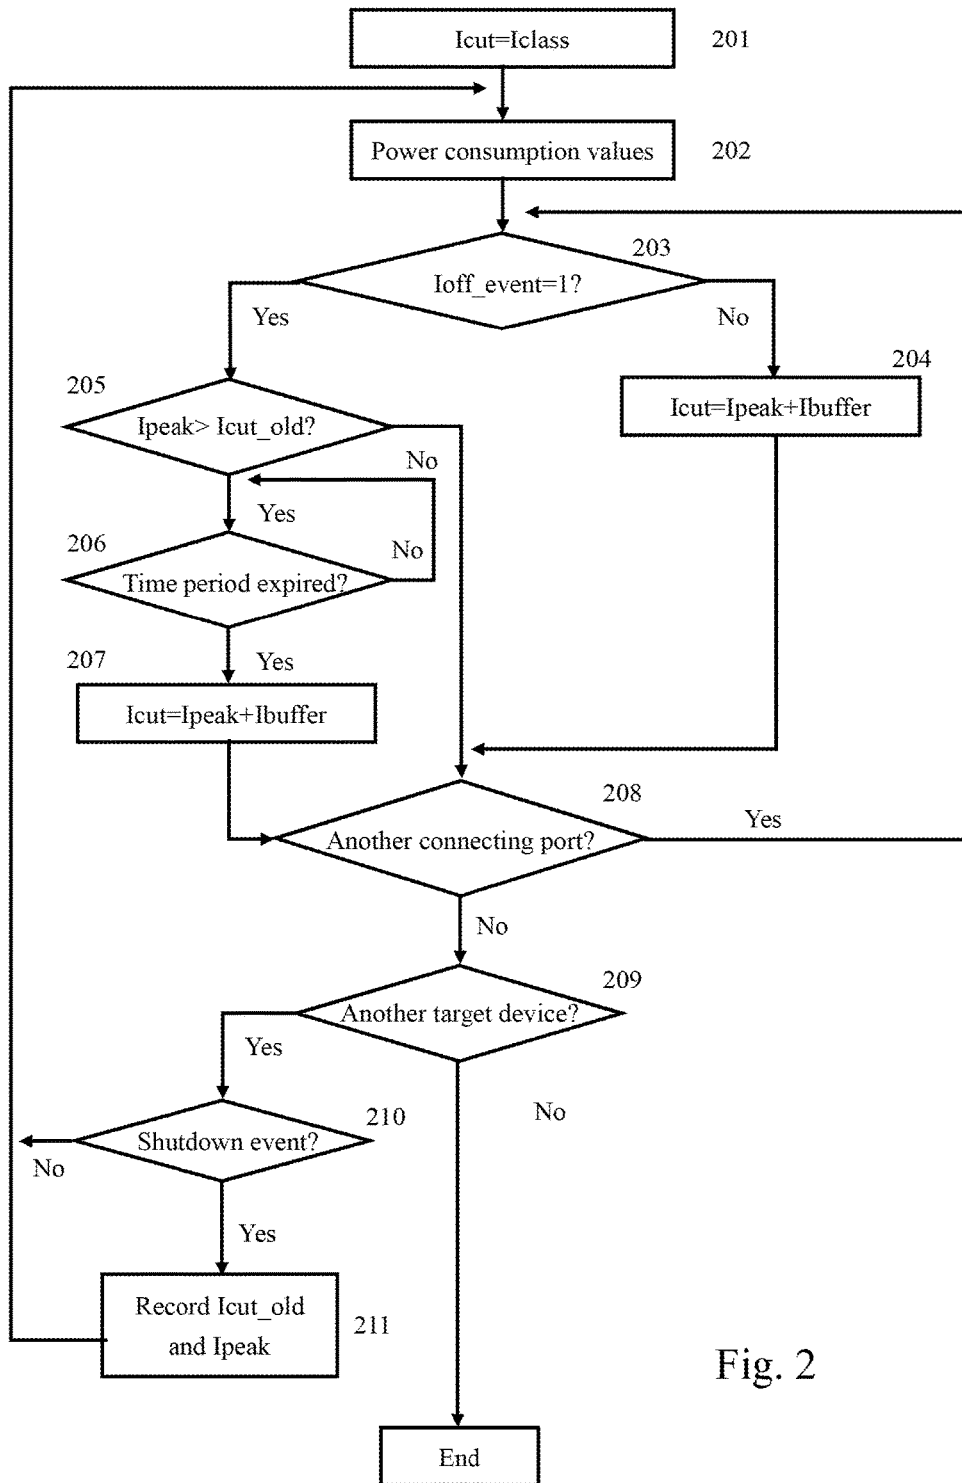 Icut=Iclass
201
Power consumption values
202
203
Ioff_event=1?
Yes
No
204
205
Icut=Ipeak+Ibuffer
Ipeak> Icut_old?
No
Yes
206
No
Time period expired?
207
Yes
Icut=Ipeak+Ibuffer
208
Yes
Another connecting port?
No
209
Another target device?
Yes
No
210
Shutdown event?
No
Yes
Record Icut_old
and Ipeak
211
Fig. 2
End